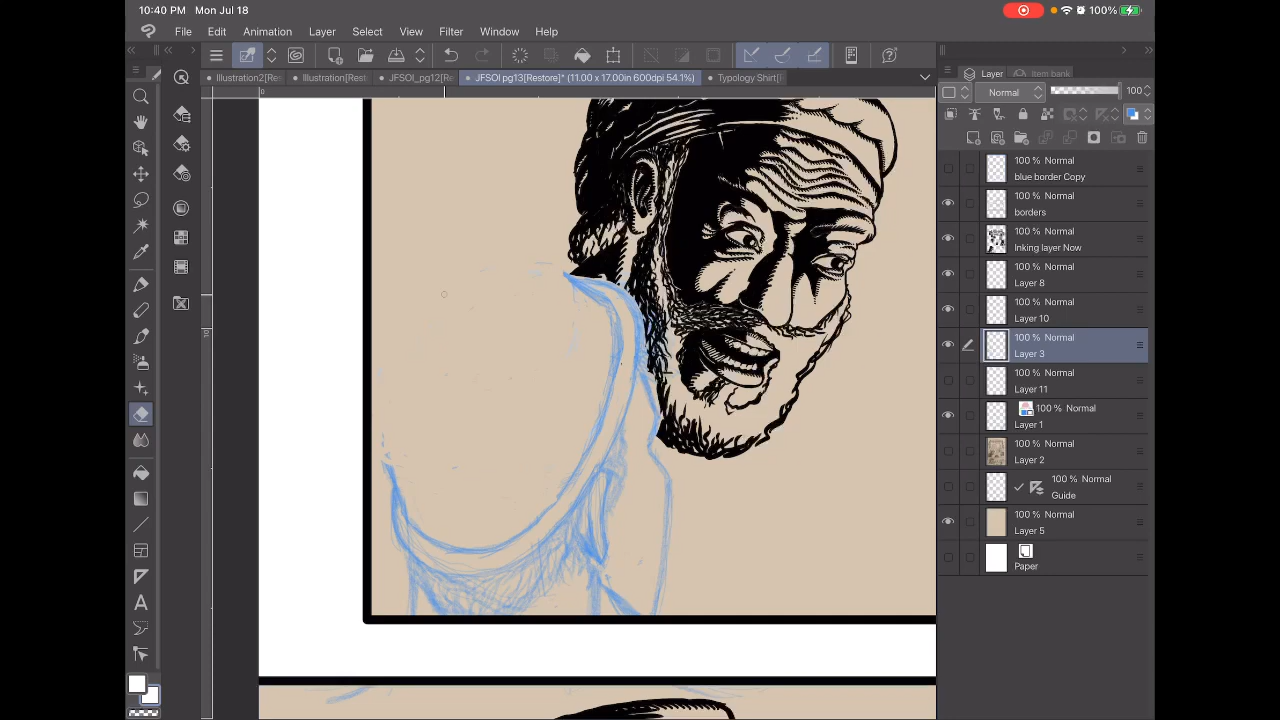 10:40 PM Mon Jul 18
100%
File Edit Animation Layer Select View Filter Window Help
Illustration2[Re Illustration[Rest JFSOI_pg12[Re JFSOI pg13[Restore]* (11.00 x 17.00in 600dpi 54.1%) Typology Shirt[
Layer Item bank
Normal 100
100 % Normal
blue border Copy
100 % Normal
borders
100 % Normal
Inking layer Now
100 % Normal
Layer 8
100 % Normal
Layer 10
100 % Normal
Layer 3
100 % Normal
Layer 11
100 % Normal
Layer 1
100 % Normal
Layer 2
100 % Normal
Guide
100 % Normal
Layer 5
Paper
0
A